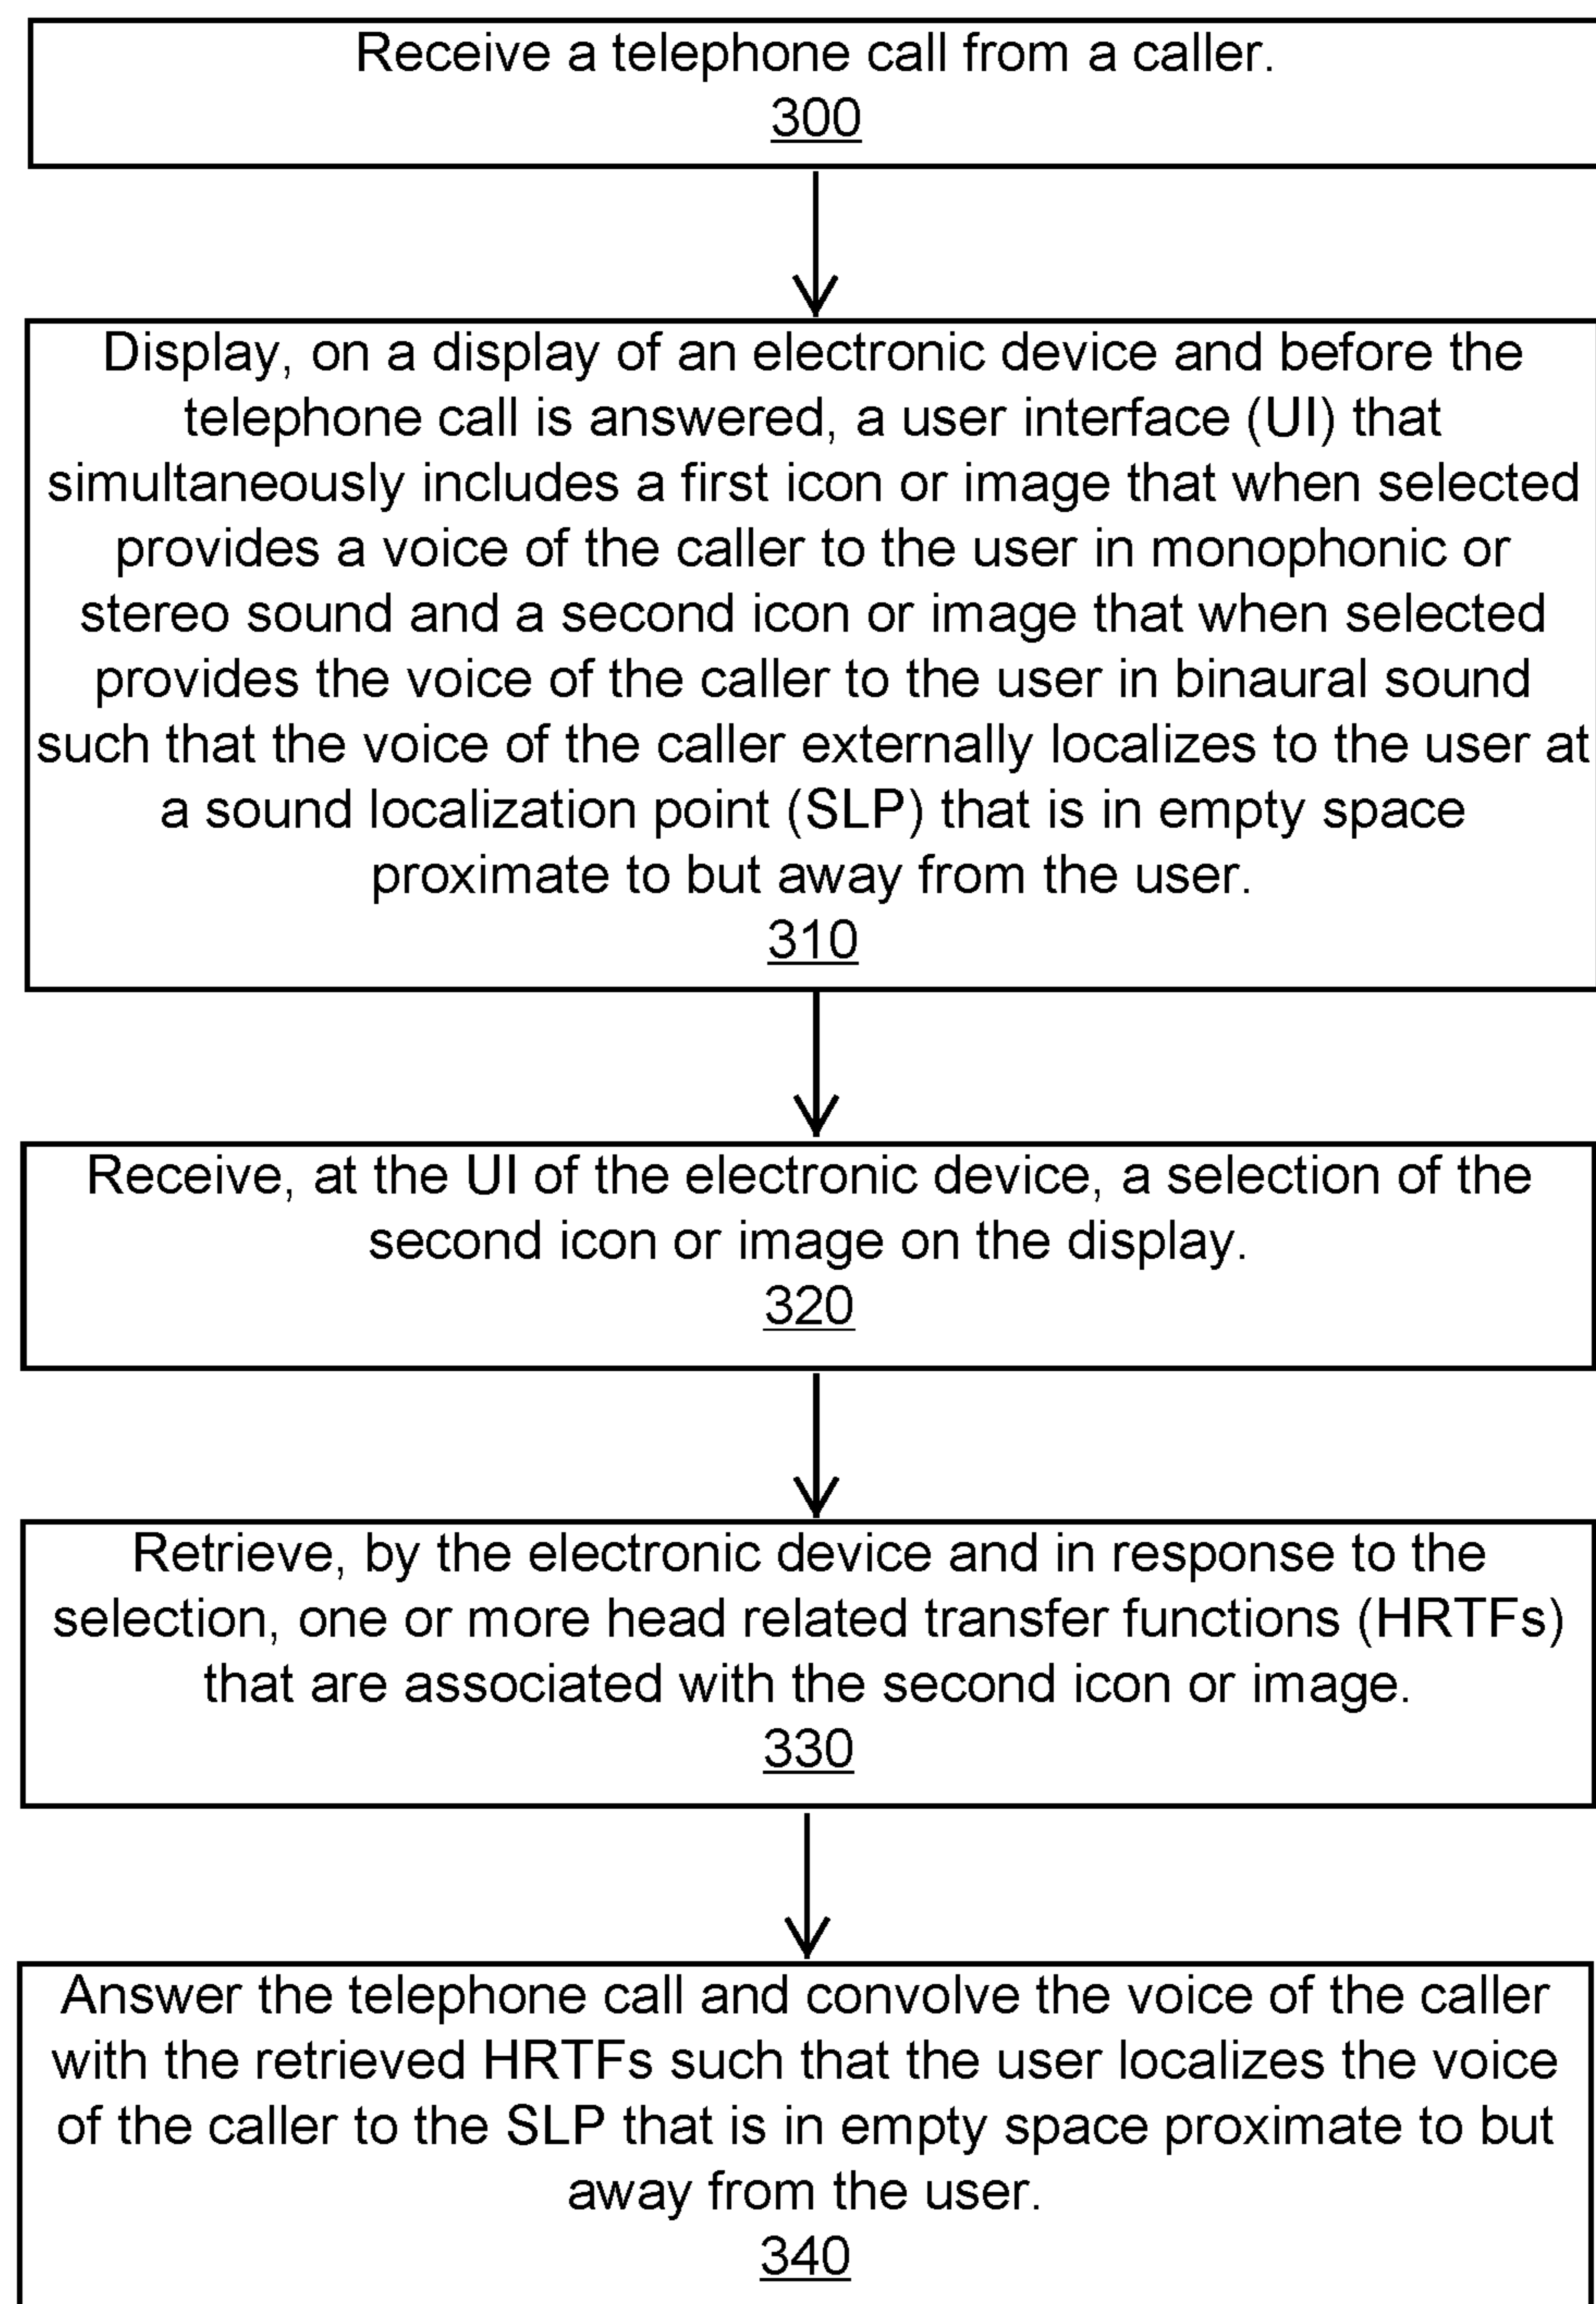 Receive a telephone call from a caller.
300
Display, on a display of an electronic device and before the
telephone call is answered, a user interface (UI) that
simultaneously includes a first icon or image that when selected
provides a voice of the caller to the user in monophonic or
stereo sound and a second icon or image that when selected
provides the voice of the caller to the user in binaural sound
such that the voice of the caller externally localizes to the user at
a sound localization point (SLP) that is in empty space
proximate to but away from the user.
310
Receive, at the UI of the electronic device, a selection of the
second icon or image on the display.
320
Retrieve, by the electronic device and in response to the
selection, one or more head related transfer functions (HRTFs)
that are associated with the second icon or image.
330
Answer the telephone call and convolve the voice of the caller
with the retrieved HRTFs such that the user localizes the voice
of the caller to the SLP that is in empty space proximate to but
away from the user.
340